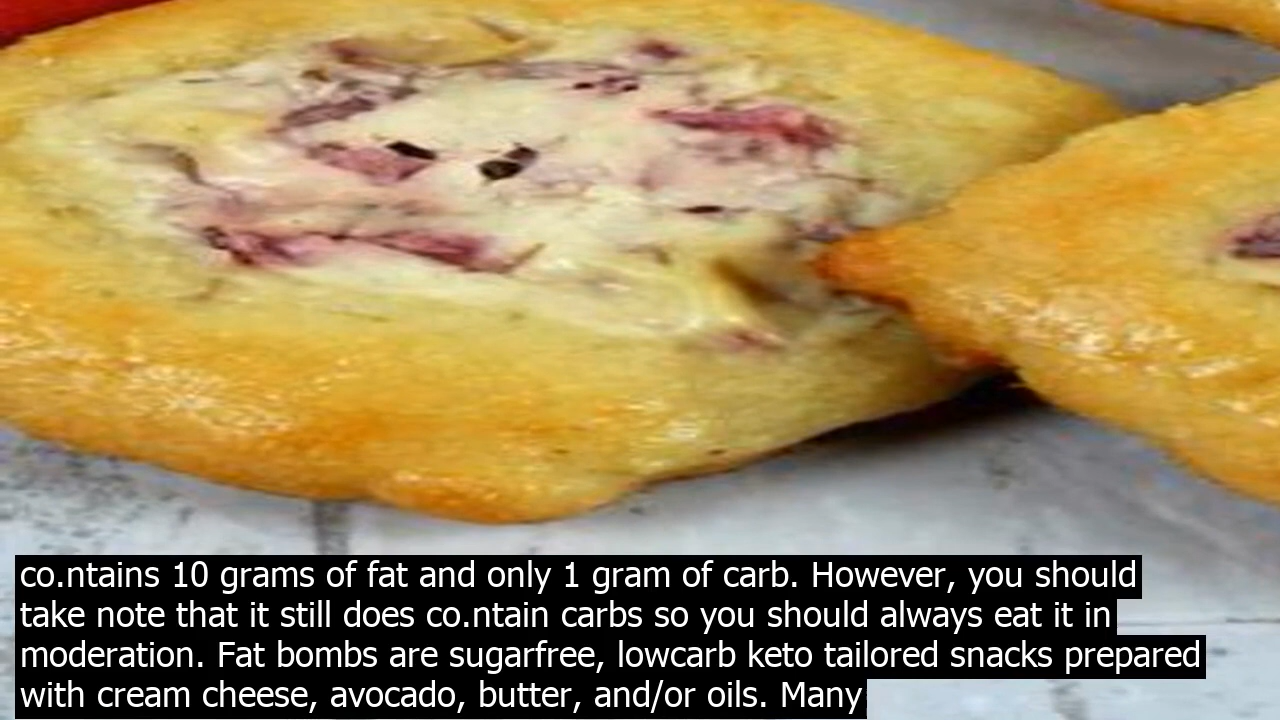 co.ntains 10 grams of fat and only 1 gram of carb. However, you should
take note that it still does co.ntain carbs so you should always eat it in
moderation. Fat bombs are sugarfree, lowcarb keto tailored snacks prepared
with cream cheese, avocado, butter, and/or oils. Many